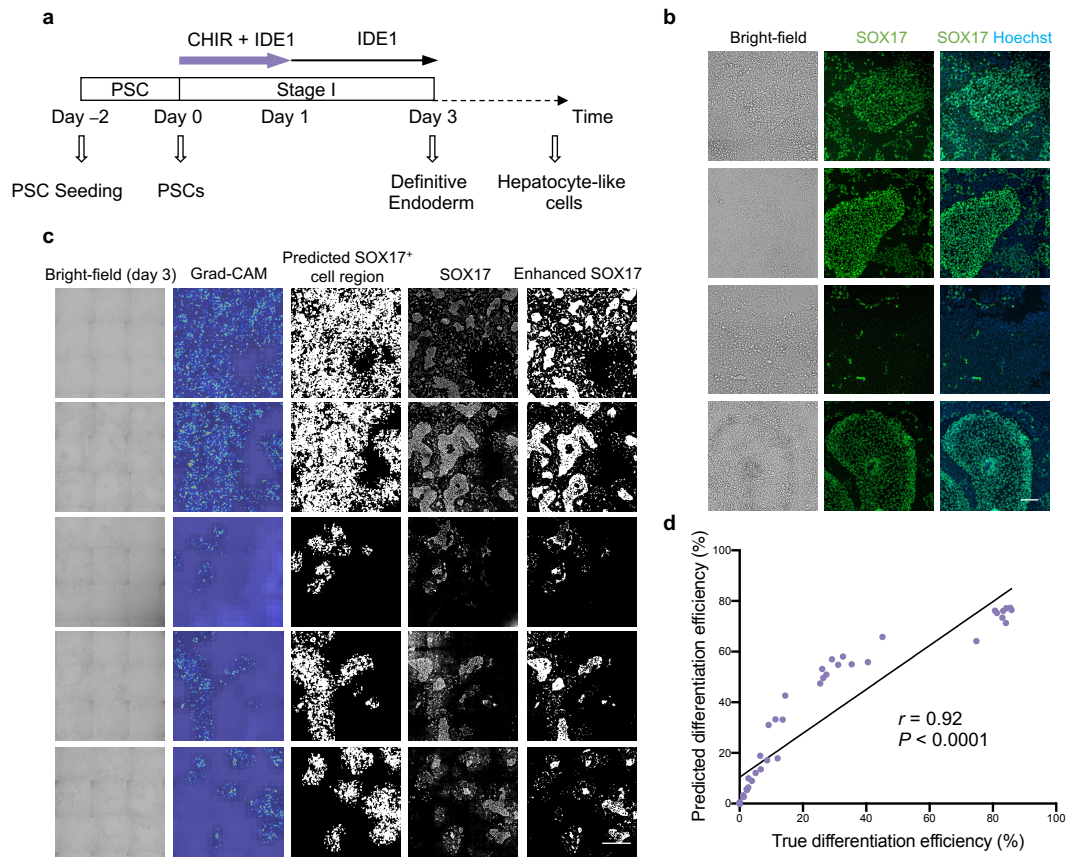 a
CHIR + IDE1
IDE1
PSC
Stage I
Day –2
Day 0
Day 1
Day 3
Time
PSC Seeding
PSCs
Definitive
Endoderm
Hepatocyte-like
cells
b
Bright-field
SOX17
SOX17 Hoechst
c
Bright-field (day 3)
Grad-CAM
Predicted SOX17⁺
cell region
SOX17
Enhanced SOX17
d
Predicted differentiation efficiency (%)
100
80
60
40
20
0
r = 0.92
P < 0.0001
0
20
40
60
80
100
True differentiation efficiency (%)